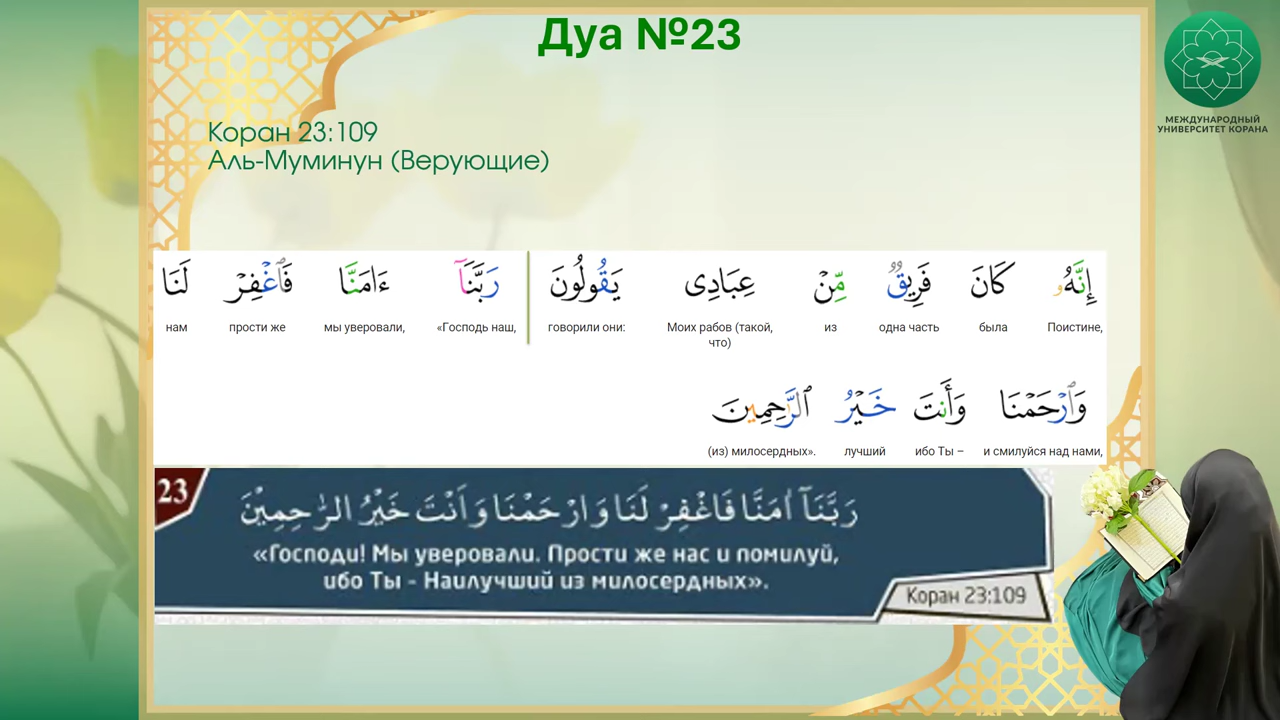 Дуа №23
МЕЖДУНАРОДНЫЙ
УНИВЕРСИТЕТ КОРАНА
Коран 23:109
Аль-Муминун (Верующие)
إِنَّهُۥ كَانَ فَرِيقٌ مِّنْ عِبَادِى يَقُولُونَ رَبَّنَآ ءَامَنَّا فَٱغْفِرْ لَنَا
Поистине, была одна часть из Моих рабов (такой, что) говорили они: «Господь наш, мы уверовали, прости же нам
وَٱرْحَمْنَا وَأَنتَ خَيْرُ ٱلرَّٰحِمِينَ
и смилуйся над нами, ибо Ты – лучший (из) милосердных».
23
رَبَّنَآ اٰمَنَّا فَاغْفِرْ لَنَا وَارْحَمْنَا وَاَنْتَ خَيْرُ الرّٰحِمِيْنَ
«Господи! Мы уверовали. Прости же нас и помилуй,
ибо Ты - Наилучший из милосердных».
Коран 23:109